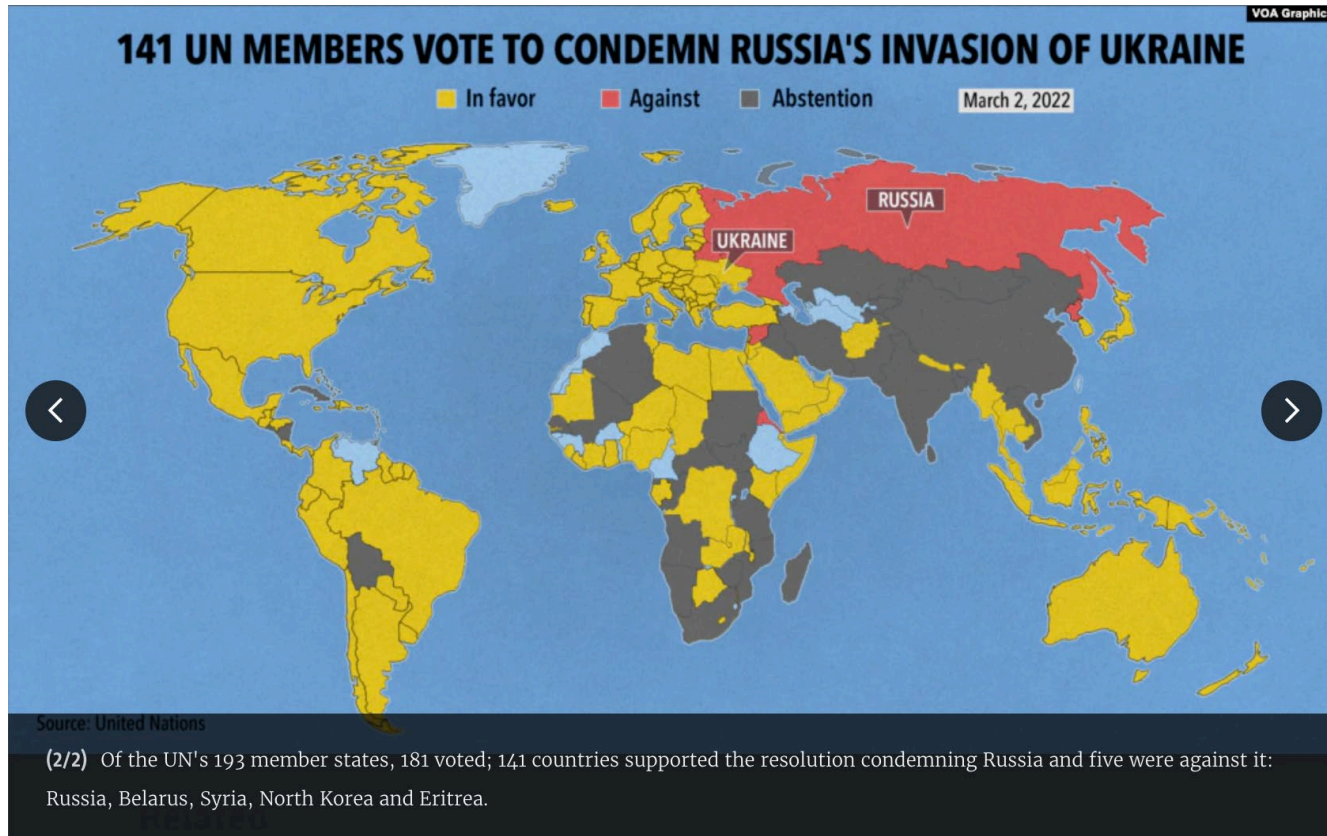 VOA Graphic
141 UN MEMBERS VOTE TO CONDEMN RUSSIA'S INVASION OF UKRAINE
In favor
Against
Abstention
March 2, 2022
RUSSIA
UKRAINE
Source: United Nations
(2/2) Of the UN's 193 member states, 181 voted; 141 countries supported the resolution condemning Russia and five were against it:
Russia, Belarus, Syria, North Korea and Eritrea.
Related